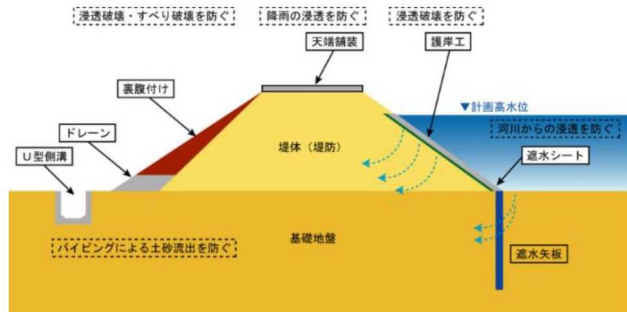 浸透破壊・すべり破壊を防ぐ
降雨の浸透を防ぐ
浸透破壊を防ぐ
天端舗装
護岸工
裏腹付け
▼計画高水位
ドレーン
河川からの浸透を防ぐ
U型側溝
堤体(堤防)
遮水シート
基礎地盤
パイピングによる土砂流出を防ぐ
遮水矢板